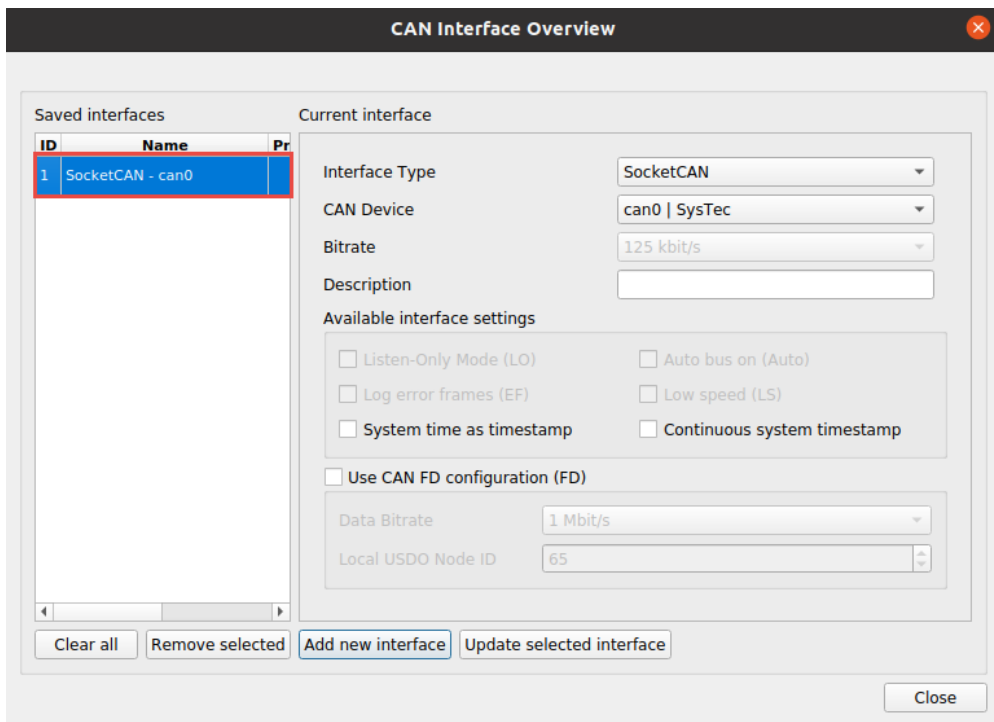 CAN Interface Overview
Saved interfaces
Current interface
ID Name Pr
1 SocketCAN - can0
Interface Type SocketCAN
CAN Device can0 | SysTec
Bitrate 125 kbit/s
Description
Available interface settings
Listen-Only Mode (LO) Auto bus on (Auto)
Log error frames (EF) Low speed (LS)
System time as timestamp Continuous system timestamp
Use CAN FD configuration (FD)
Data Bitrate 1 Mbit/s
Local USDO Node ID 65
Clear all Remove selected Add new interface Update selected interface
Close